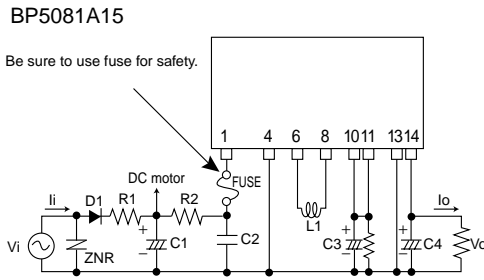 BP5081A15
Be sure to use fuse for safety.
1 4 6 8 10 11 13 14
DC motor
FUSE
Ii D1 R1 R2 L1 Io
Vi ZNR C1 C2 C3 C4 Vo